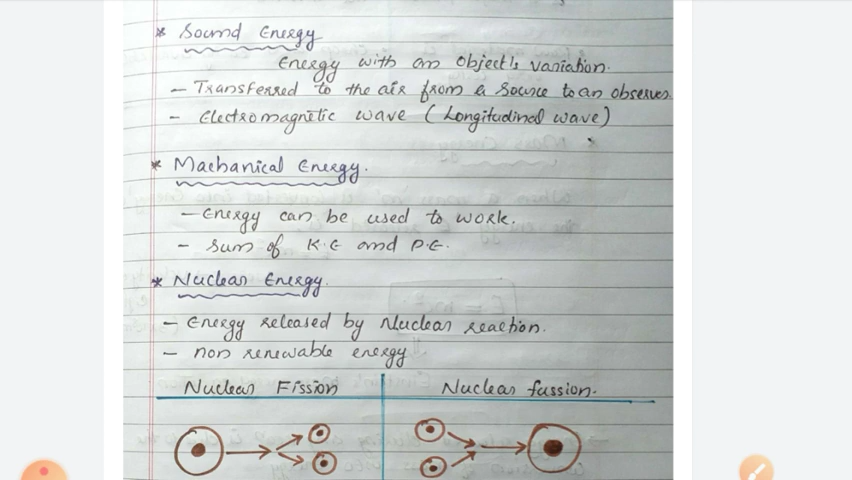 * Sound Energy
Energy with an object's variation.
- Transferred to the air from a source to an observer
- Electromagnetic wave (Longitudinal wave)
* Machanical Energy.
- Energy can be used to work.
- Sum of K.E and P.E.
* Nuclear Energy.
- Energy released by Nuclear reaction.
- non renewable energy
Nuclear Fission
Nuclear fussion.